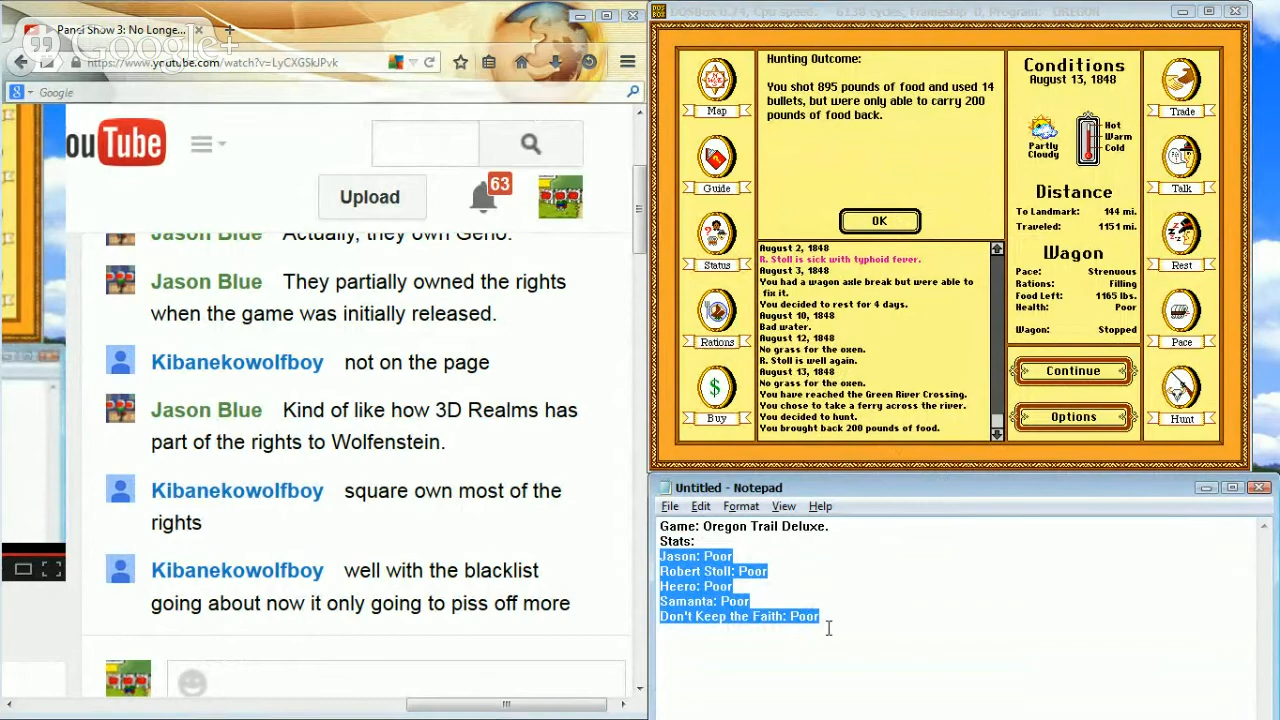 Panel Show 3: No Longe...
Google+
https://www.youtube.com/watch?v=LyCXGSkJPvk
Google
ouTube
Upload
63
Jason Blue Actually, they own Geno.
Jason Blue They partially owned the rights
when the game was initially released.
Kibanekowolfboy not on the page
Jason Blue Kind of like how 3D Realms has
part of the rights to Wolfenstein.
Kibanekowolfboy square own most of the
rights
Kibanekowolfboy well with the blacklist
going about now it only going to piss off more
DOSBox 0.74, Cpu speed: 6138 cycles, Frameskip 0, Program: OREGON
Map
Guide
Status
Rations
Buy
Hunting Outcome:
You shot 895 pounds of food and used 14
bullets, but were only able to carry 200
pounds of food back.
OK
August 2, 1848
R. Stoll is sick with typhoid fever.
August 3, 1848
You had a wagon axle break but were able to
fix it.
You decided to rest for 4 days.
August 10, 1848
Bad water.
August 12, 1848
No grass for the oxen.
R. Stoll is well again.
August 13, 1848
No grass for the oxen.
You have reached the Green River Crossing.
You chose to take a ferry across the river.
You decided to hunt.
You brought back 200 pounds of food.
Conditions
August 13, 1848
Partly
Cloudy
Hot
Warm
Cold
Distance
To Landmark: 144 mi.
Traveled: 1151 mi.
Wagon
Pace: Strenuous
Rations: Filling
Food Left: 1165 lbs.
Health: Poor
Wagon: Stopped
Continue
Options
Trade
Talk
Rest
Pace
Hunt
Untitled - Notepad
File Edit Format View Help
Game: Oregon Trail Deluxe.
Stats:
Jason: Poor
Robert Stoll: Poor
Heero: Poor
Samanta: Poor
Don't Keep the Faith: Poor